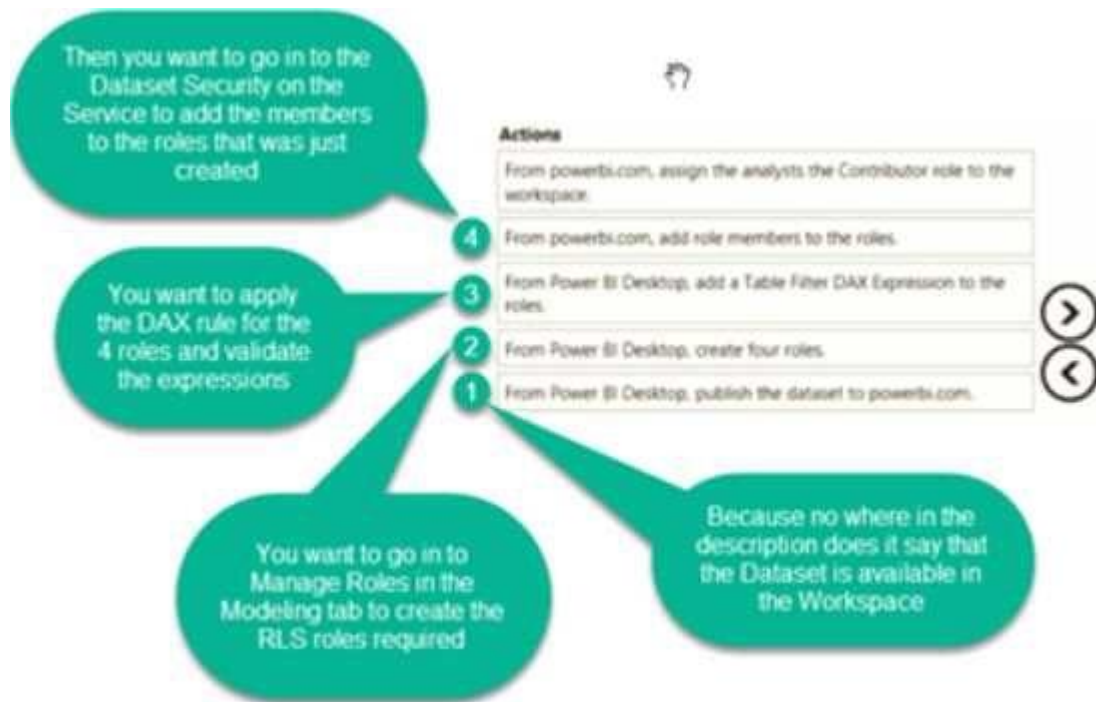 Then you want to go in to the
Dataset Security on the
Service to add the members
to the roles that was just
created
Actions
From powerbi.com, assign the analysts the Contributor role to the
workspace.
4
From powerbi.com, add role members to the roles.
You want to apply
the DAX rule for the
4 roles and validate
the expressions
3
From Power BI Desktop, add a Table Filter DAX Expression to the
roles.
2
From Power BI Desktop, create four roles.
1
From Power BI Desktop, publish the dataset to powerbi.com.
You want to go in to
Manage Roles in the
Modeling tab to create the
RLS roles required
Because no where in the
description does it say that
the Dataset is available in
the Workspace